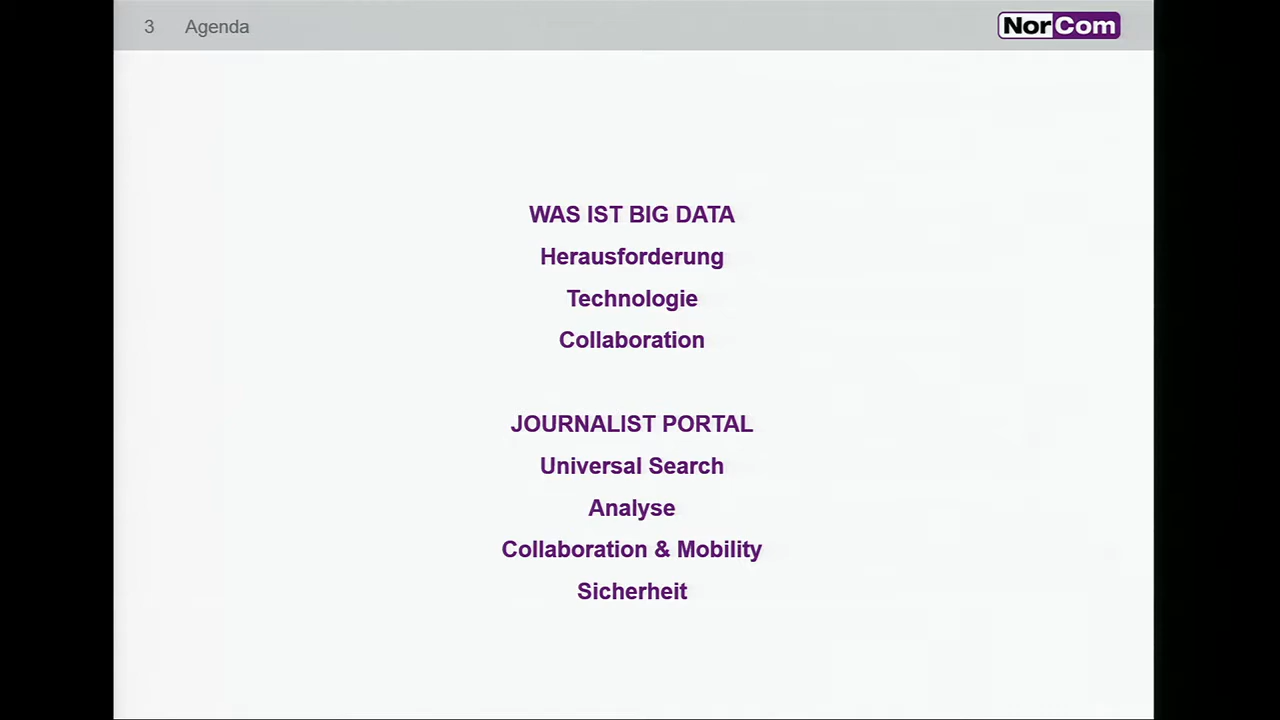 3 Agenda
NorCom
WAS IST BIG DATA
Herausforderung
Technologie
Collaboration
JOURNALIST PORTAL
Universal Search
Analyse
Collaboration & Mobility
Sicherheit